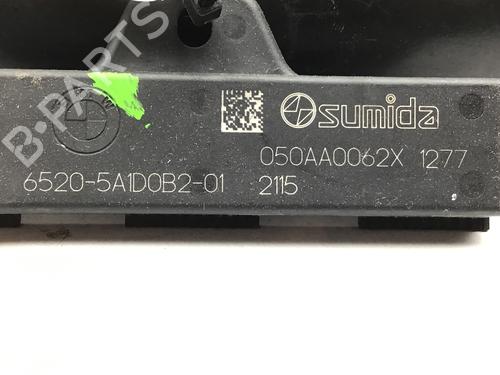 B-PARTS
sumida
050AA0062X 1277
6520-5A1D0B2-01 2115